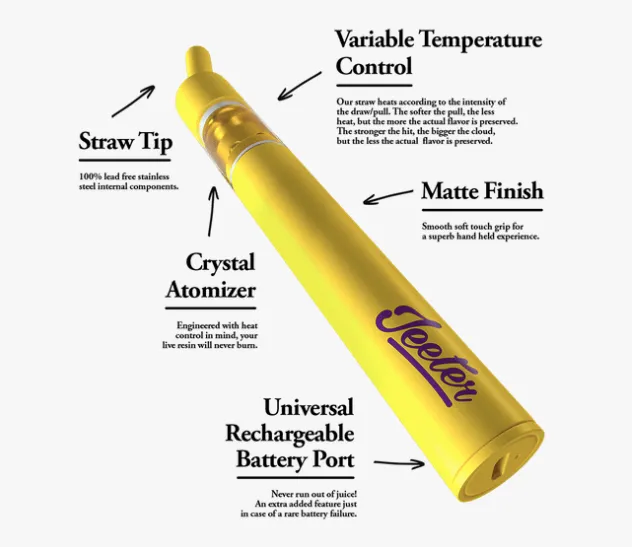 Variable Temperature
Control
Our straw heats according to the intensity of
the draw/pull. The softer the pull, the less
heat, but the more the actual flavor is preserved.
The stronger the hit, the bigger the cloud,
but the less the actual flavor is preserved.
Straw Tip
100% lead free stainless
steel internal components.
Matte Finish
Smooth soft touch grip for
a superb hand held experience.
Crystal
Atomizer
Engineered with heat
control in mind, your
live resin will never burn.
Jeeter
Universal
Rechargeable
Battery Port
Never run out of juice!
An extra added feature just
in case of a rare battery failure.